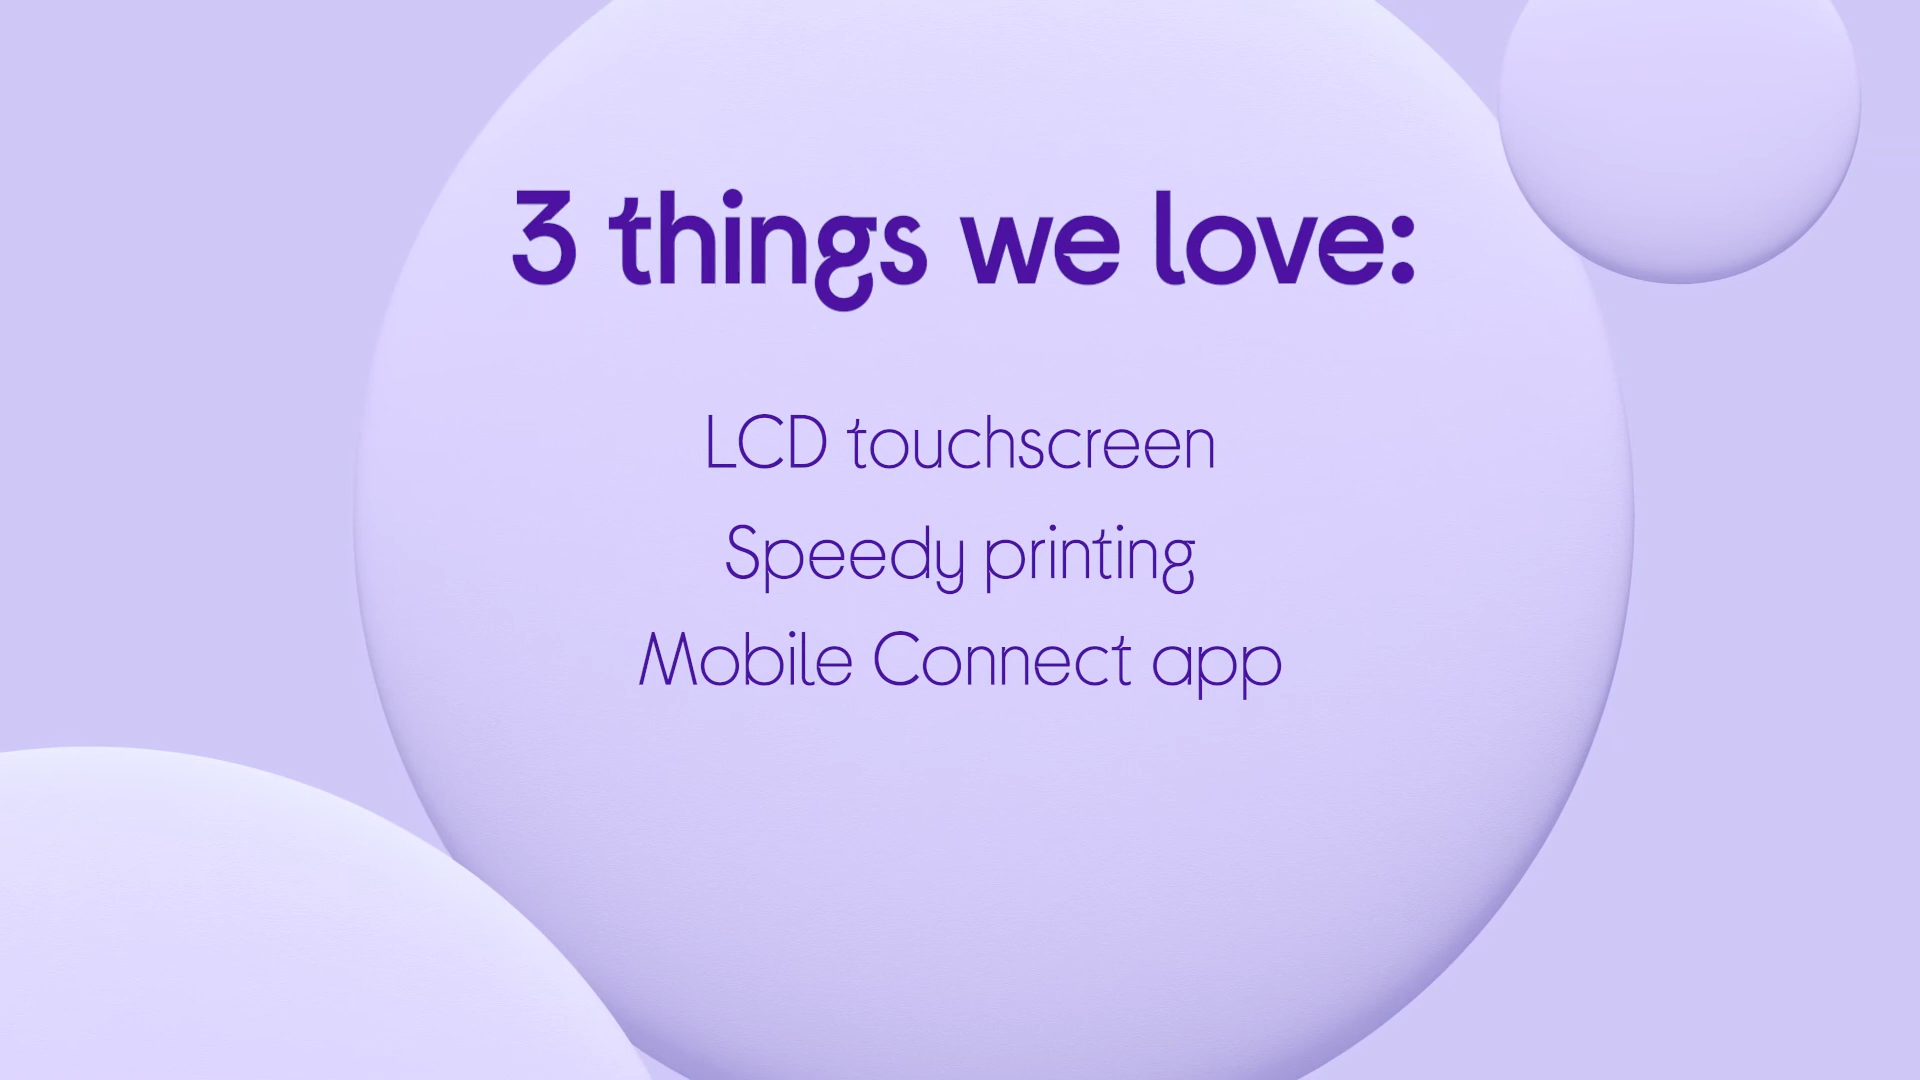 3 things we love:
LCD touchscreen
Speedy printing
Mobile Connect app